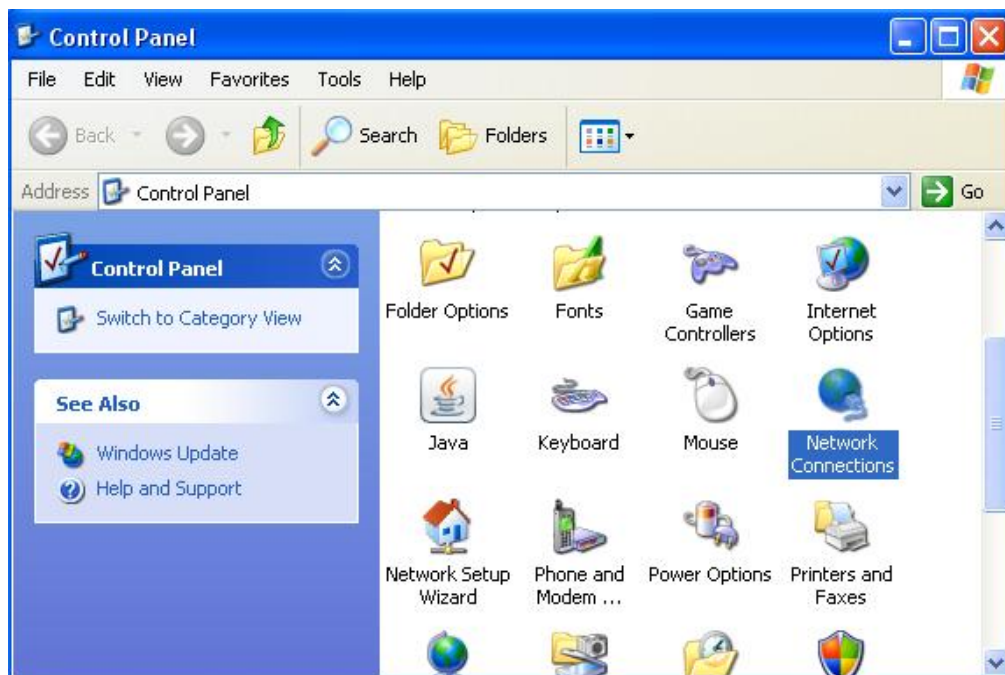 Control Panel
File Edit View Favorites Tools Help
Back Search Folders
Address Control Panel Go
Control Panel
Switch to Category View
See Also
Windows Update
Help and Support
Folder Options Fonts Game Controllers Internet Options
Java Keyboard Mouse Network Connections
Network Setup Wizard Phone and Modem ... Power Options Printers and Faxes